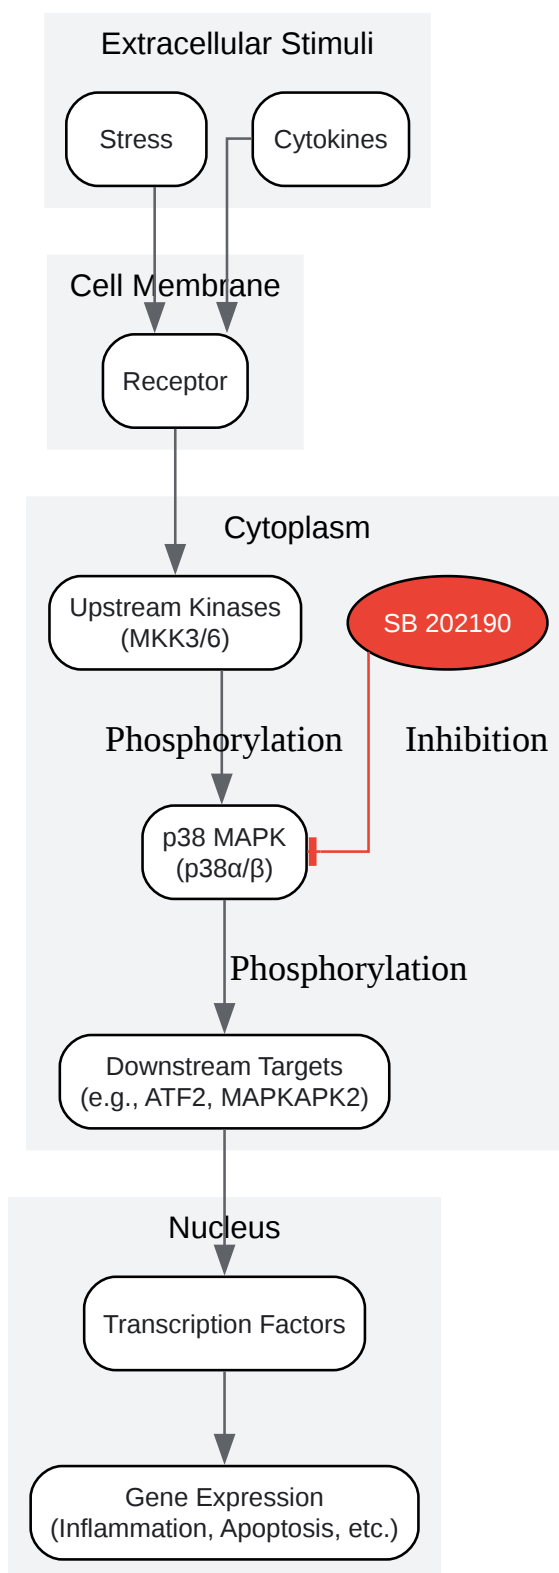 Extracellular Stimuli
Stress
Cytokines
Cell Membrane
Receptor
Cytoplasm
Upstream Kinases
(MKK3/6)
SB 202190
Phosphorylation
Inhibition
p38 MAPK
(p38α/β)
Phosphorylation
Downstream Targets
(e.g., ATF2, MAPKAPK2)
Nucleus
Transcription Factors
Gene Expression
(Inflammation, Apoptosis, etc.)